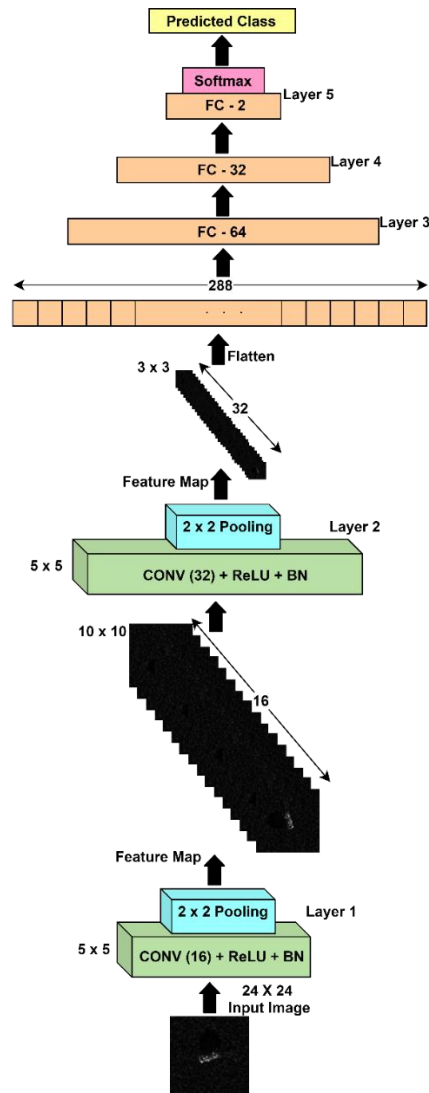 Predicted Class
Softmax
FC - 2
Layer 5
FC - 32
Layer 4
FC - 64
Layer 3
288
. . .
Flatten
3 x 3
32
Feature Map
2 x 2 Pooling
Layer 2
5 x 5
CONV (32) + ReLU + BN
10 x 10
16
Feature Map
2 x 2 Pooling
Layer 1
5 x 5
CONV (16) + ReLU + BN
24 X 24
Input Image